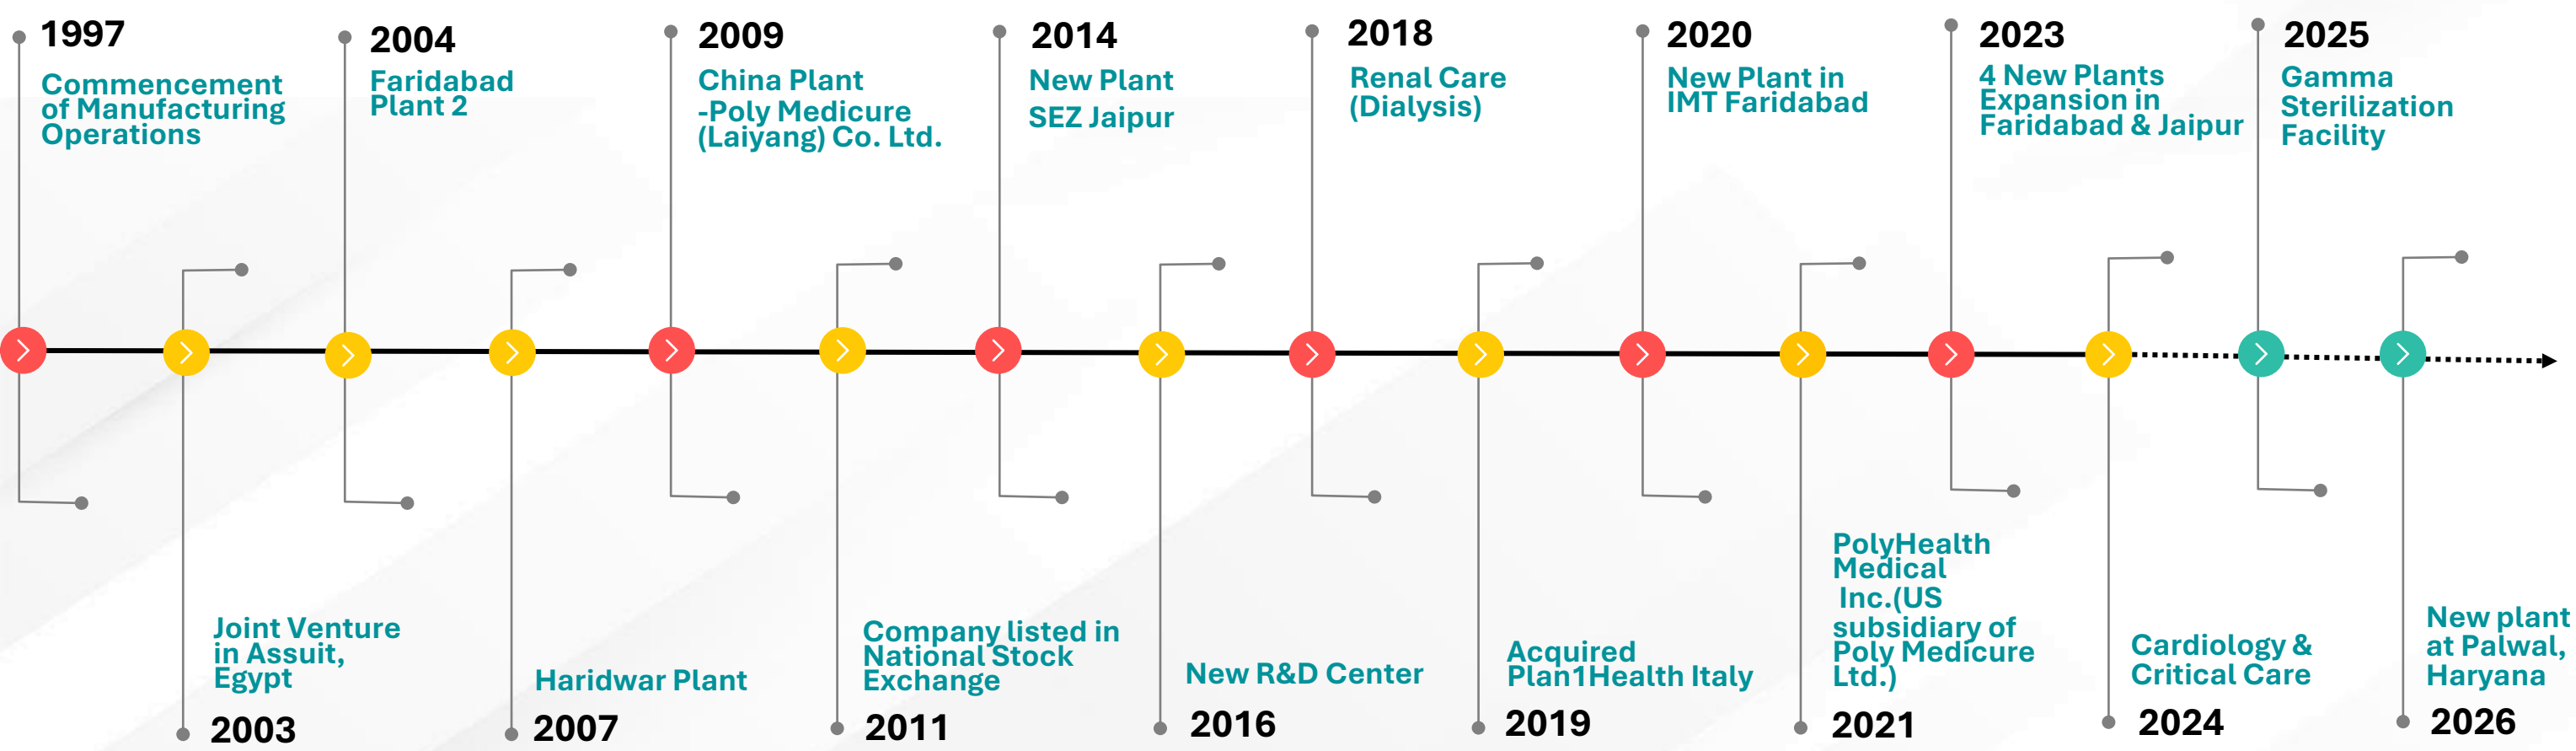 1997
Commencement
of Manufacturing
Operations
2004
Faridabad
Plant 2
2009
China Plant
-Poly Medicure
(Laiyang) Co. Ltd.
2014
New Plant
SEZ Jaipur
2018
Renal Care
(Dialysis)
2020
New Plant in
IMT Faridabad
2023
4 New Plants
Expansion in
Faridabad & Jaipur
2025
Gamma
Sterilization
Facility
Joint Venture
in Assuit,
Egypt
2003
Haridwar Plant
2007
Company listed in
National Stock
Exchange
2011
New R&D Center
2016
Acquired
Plan1Health Italy
2019
PolyHealth
Medical
Inc.(US
subsidiary of
Poly Medicure
Ltd.)
2021
Cardiology &
Critical Care
2024
New plant
at Palwal,
Haryana
2026